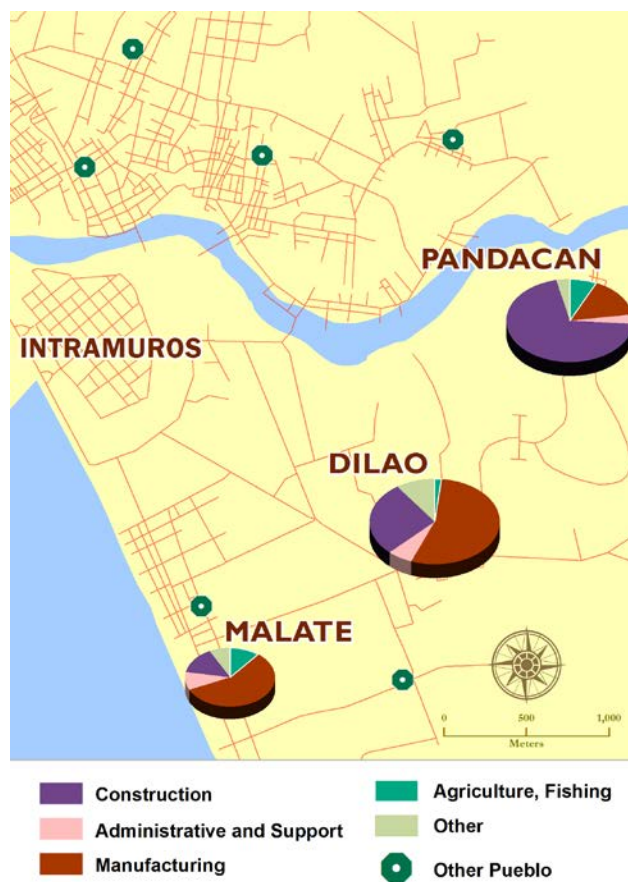 PANDACAN
INTRAMUROS
DILAO
MALATE
0 500 1,000
Meters
Construction
Agriculture, Fishing
Administrative and Support
Other
Manufacturing
Other Pueblo